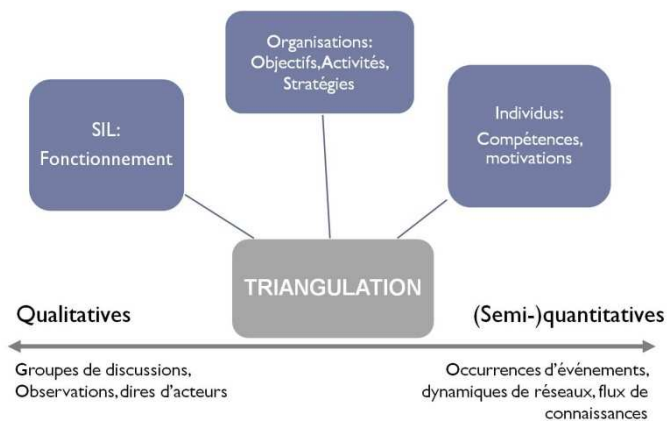 Organisations:
Objectifs,Activités,
Stratégies
SIL:
Fonctionnement
Individus:
Compétences,
motivations
TRIANGULATION
Qualitatives
(Semi-)quantitatives
Groupes de discussions,
Observations, dires d'acteurs
Occurrences d'événements,
dynamiques de réseaux, flux de
connaissances